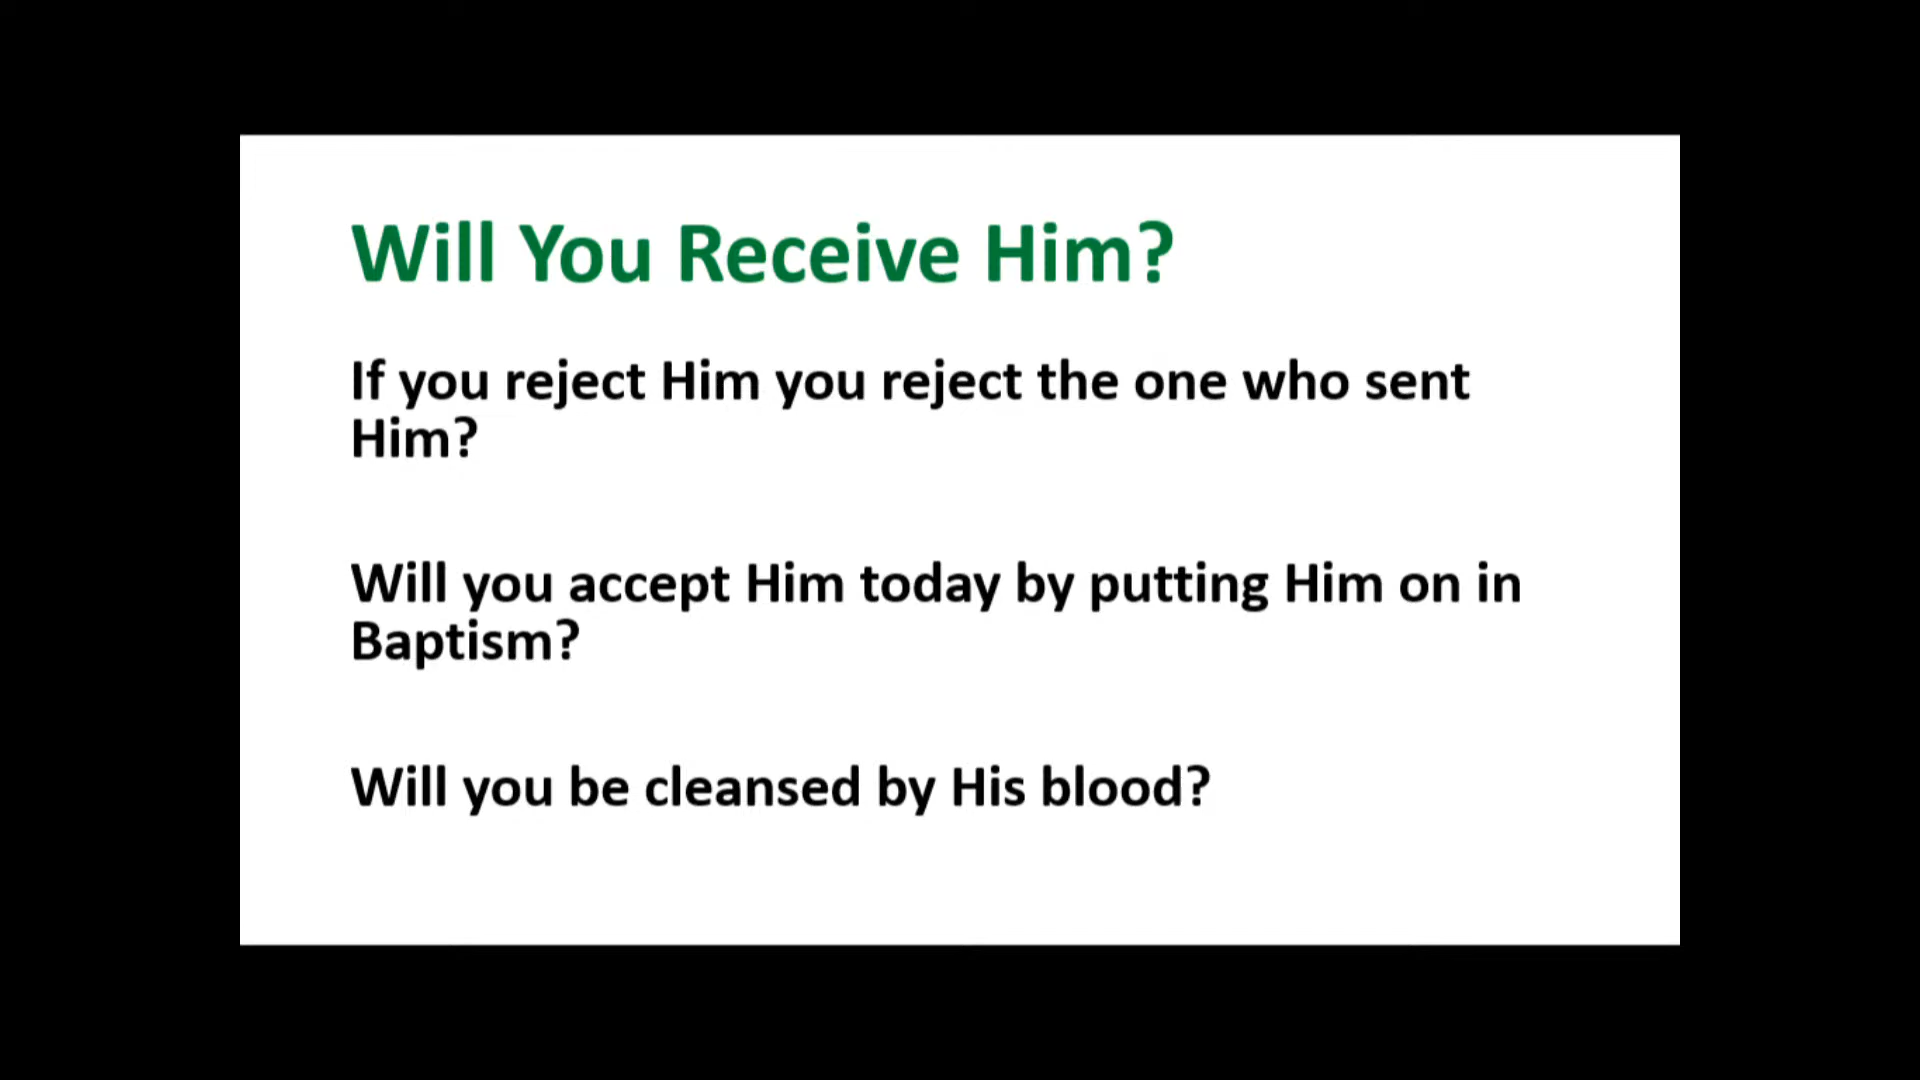 Will You Receive Him?
If you reject Him you reject the one who sent
Him?
Will you accept Him today by putting Him on in
Baptism?
Will you be cleansed by His blood?